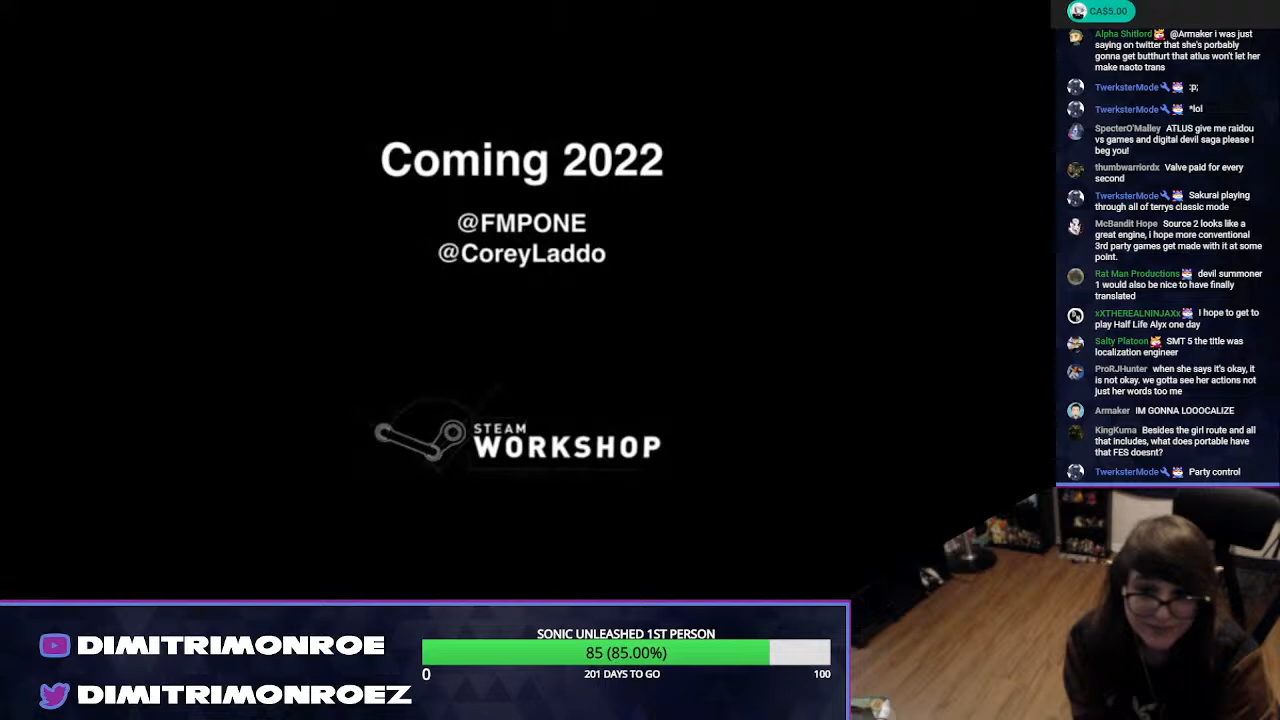 Coming 2022
@FMPONE
@CoreyLaddo
STEAM
WORKSHOP
CA$5.00
Alpha Shitlord @Armaker i was just
saying on twitter that she's porbably
gonna get butthurt that atlus won't let her
make naoto trans
TwerksterMode :p;
TwerksterMode *lol
SpecterO'Malley ATLUS give me raidou
vs games and digital devil saga please I
beg you!
thumbwarriordx Valve paid for every
second
TwerksterMode Sakurai playing
through all of terrys classic mode
McBandit Hope Source 2 looks like a
great engine, i hope more conventional
3rd party games get made with it at some
point.
Rat Man Productions devil summoner
1 would also be nice to have finally
translated
xXTHEREALNINJAXx I hope to get to
play Half Life Alyx one day
Salty Platoon SMT 5 the title was
localization engineer
ProRJHunter when she says it's okay, it
is not okay. we gotta see her actions not
just her words too me
Armaker IM GONNA LOOOCALIZE
KingKuma Besides the girl route and all
that includes, what does portable have
that FES doesnt?
TwerksterMode Party control
DIMITRIMONROE
DIMITRIMONROEZ
SONIC UNLEASHED 1ST PERSON
85 (85.00%)
0
201 DAYS TO GO
100